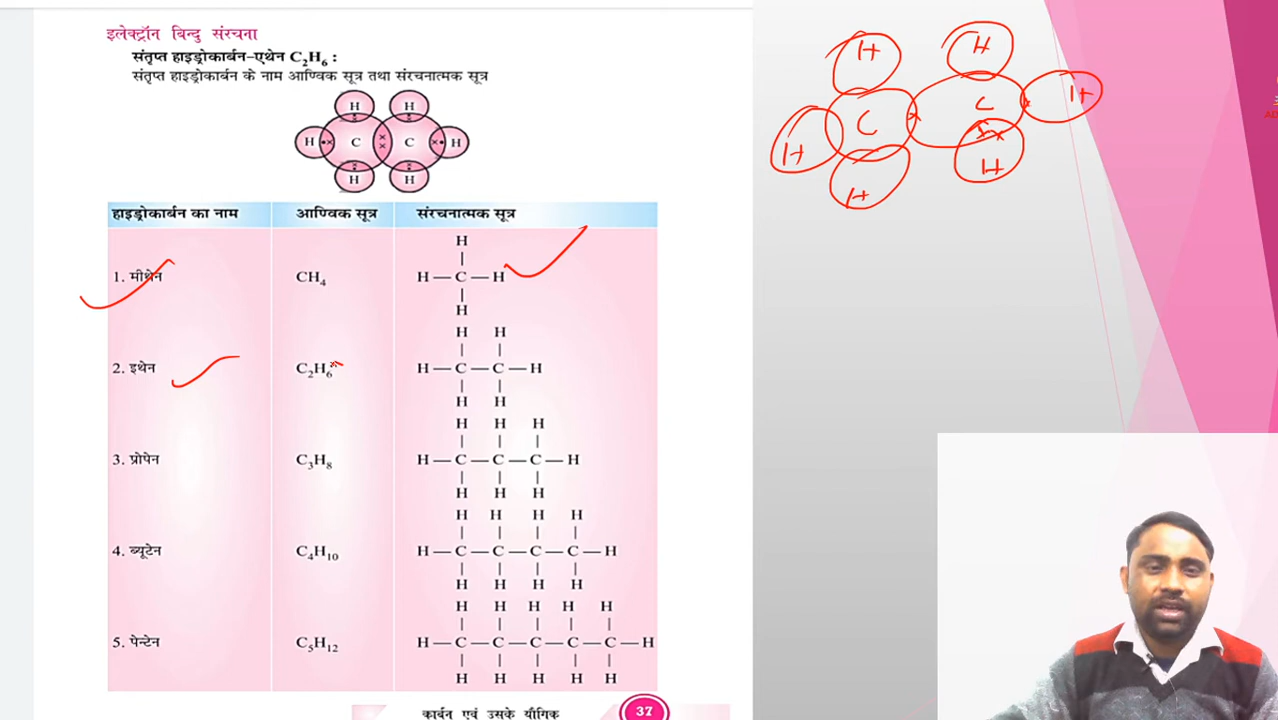 इलेक्ट्रॉन बिन्दु संरचना
संतृप्त हाइड्रोकार्बन–एथेन C₂H₆ :
संतृप्त हाइड्रोकार्बन के नाम आण्विक सूत्र तथा संरचनात्मक सूत्र
H H
H C C H
H H
हाइड्रोकार्बन का नाम आण्विक सूत्र संरचनात्मक सूत्र
H
1. मीथेन CH₄ H—C—H
H
H H
2. इथेन C₂H₆ H—C—C—H
H H
H H H
3. प्रोपेन C₃H₈ H—C—C—C—H
H H H
H H H H
4. ब्यूटेन C₄H₁₀ H—C—C—C—C—H
H H H H
H H H H H
5. पेन्टेन C₅H₁₂ H—C—C—C—C—C—H
H H H H H
कार्बन एवं उसके यौगिक 37
H H
H C C H
H H